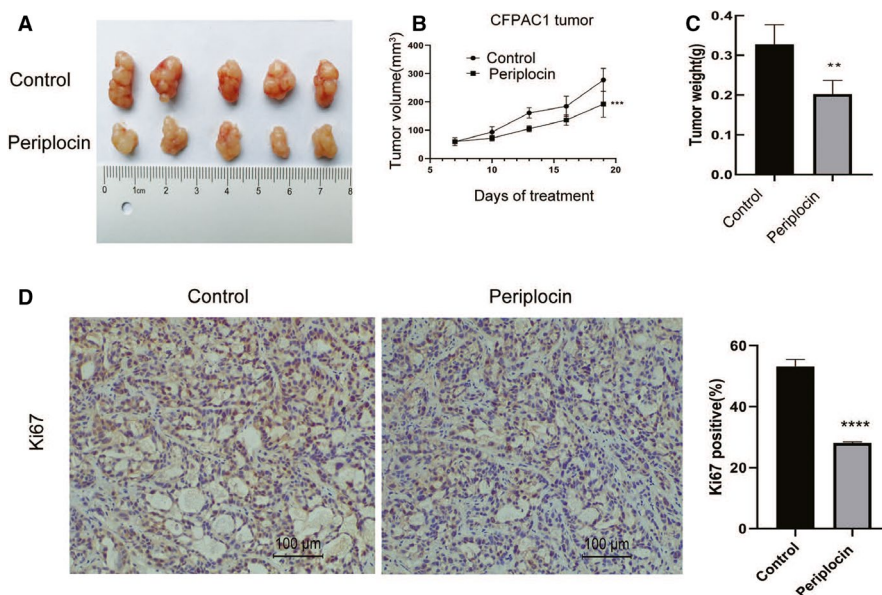 A
Control
Periplocin
0 1cm 2 3 4 5 6 7 8
B
CFPAC1 tumor
Tumor volume(mm³)
400
300
200
100
0
Control
Periplocin
***
0 5 10 15 20
Days of treatment
C
Tumor weight(g)
0.4
0.3
0.2
0.1
0.0
**
Control
Periplocin
D
Control
Periplocin
Ki67
100 μm
100 μm
Ki67 positive(%)
60
40
20
0
****
Control
Periplocin